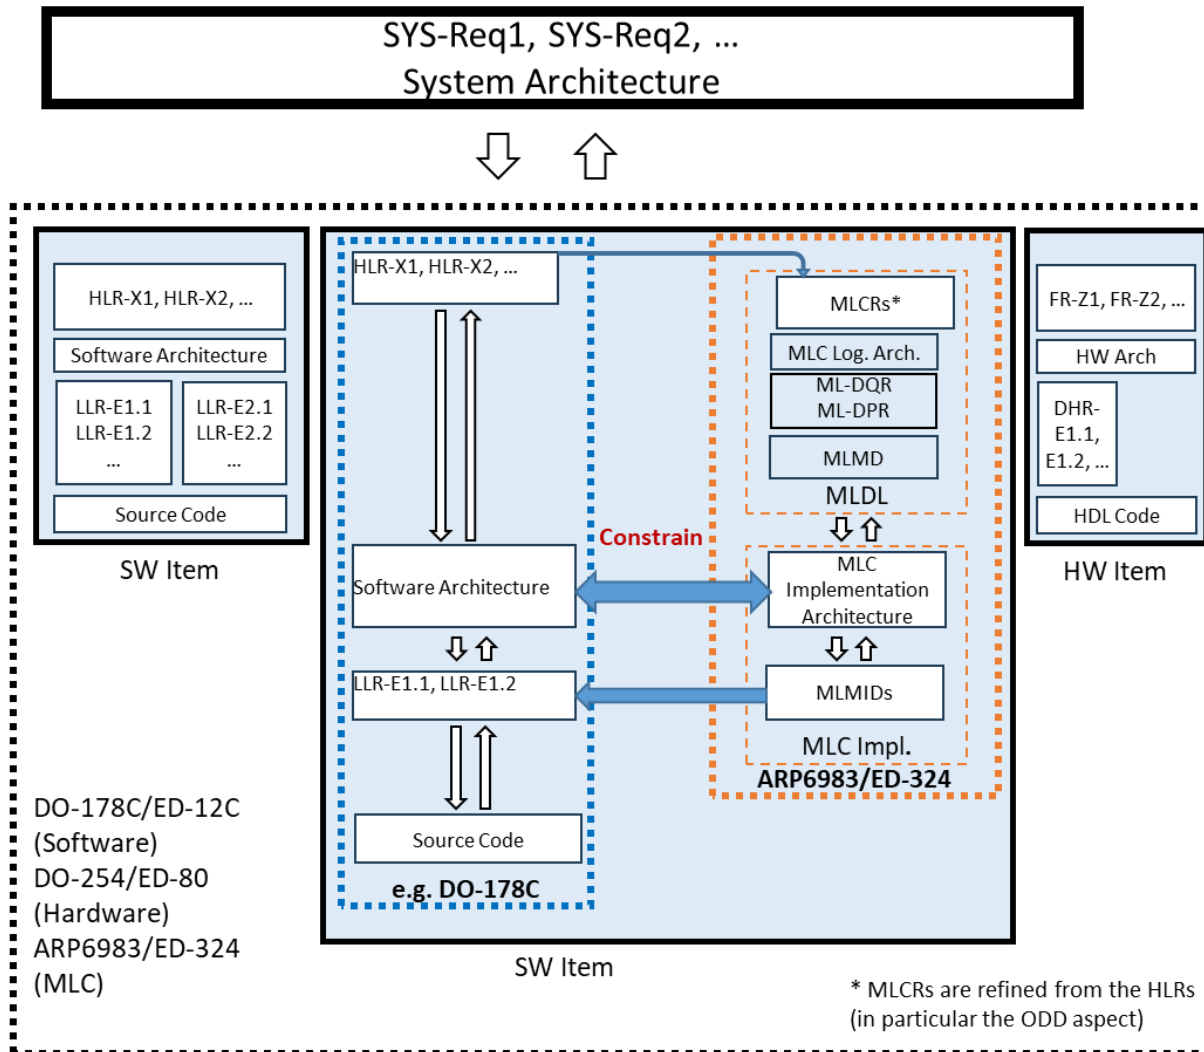 SYS-Req1, SYS-Req2, ...
System Architecture
HLR-X1, HLR-X2, ...
Software Architecture
LLR-E1.1
LLR-E1.2
...
LLR-E2.1
LLR-E2.2
...
Source Code
SW Item
HLR-X1, HLR-X2, ...
Software Architecture
LLR-E1.1, LLR-E1.2
Source Code
e.g. DO-178C
Constrain
MLCRs*
MLC Log. Arch.
ML-DQR
ML-DPR
MLMD
MLDL
MLC
Implementation
Architecture
MLMIDs
MLC Impl.
ARP6983/ED-324
SW Item
FR-Z1, FR-Z2, ...
HW Arch
DHR-
E1.1,
E1.2, ...
HDL Code
HW Item
DO-178C/ED-12C
(Software)
DO-254/ED-80
(Hardware)
ARP6983/ED-324
(MLC)
* MLCRs are refined from the HLRs
(in particular the ODD aspect)